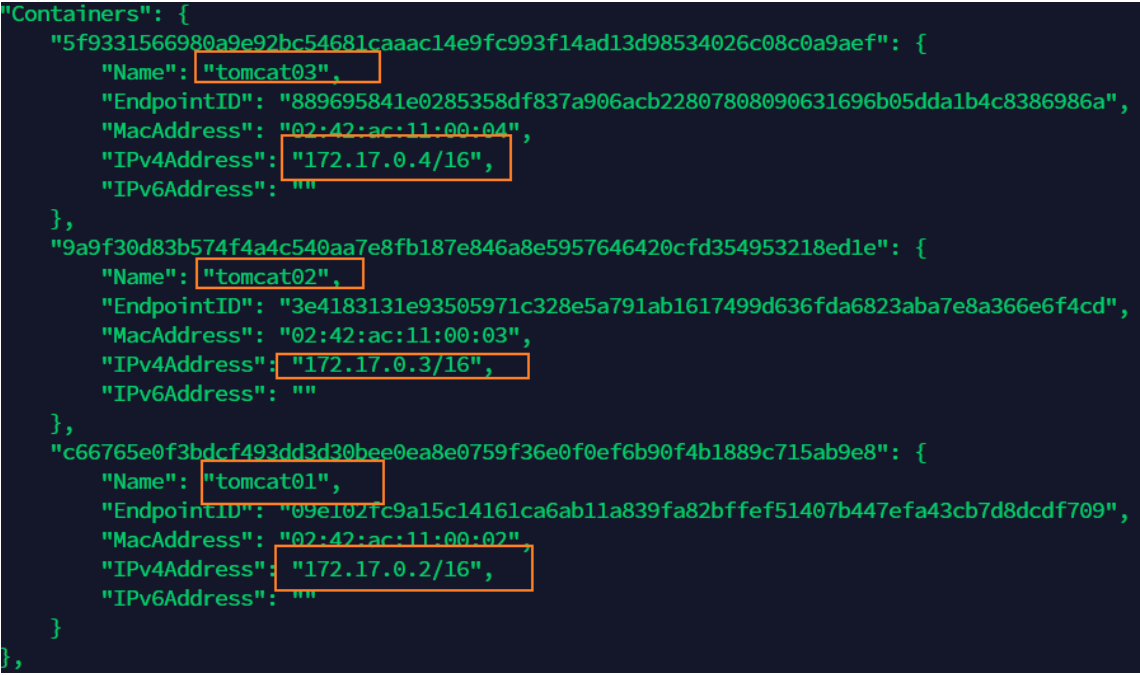 "Containers": {
"5f9331566980a9e92bc54681caaac14e9fc993f14ad13d98534026c08c0a9aef": {
"Name": "tomcat03",
"EndpointID": "889695841e0285358df837a906acb22807808090631696b05dda1b4c8386986a",
"MacAddress": "02:42:ac:11:00:04",
"IPv4Address": "172.17.0.4/16",
"IPv6Address": ""
},
"9a9f30d83b574f4a4c540aa7e8fb187e846a8e5957646420cfd354953218ed1e": {
"Name": "tomcat02",
"EndpointID": "3e4183131e93505971c328e5a791ab1617499d636fda6823aba7e8a366e6f4cd",
"MacAddress": "02:42:ac:11:00:03",
"IPv4Address": "172.17.0.3/16",
"IPv6Address": ""
},
"c66765e0f3bdcf493dd3d30bee0ea8e0759f36e0f0ef6b90f4b1889c715ab9e8": {
"Name": "tomcat01",
"EndpointID": "09e102fc9a15c14161ca6ab11a839fa82bffef51407b447efa43cb7d8dcdf709",
"MacAddress": "02:42:ac:11:00:02",
"IPv4Address": "172.17.0.2/16",
"IPv6Address": ""
}
},